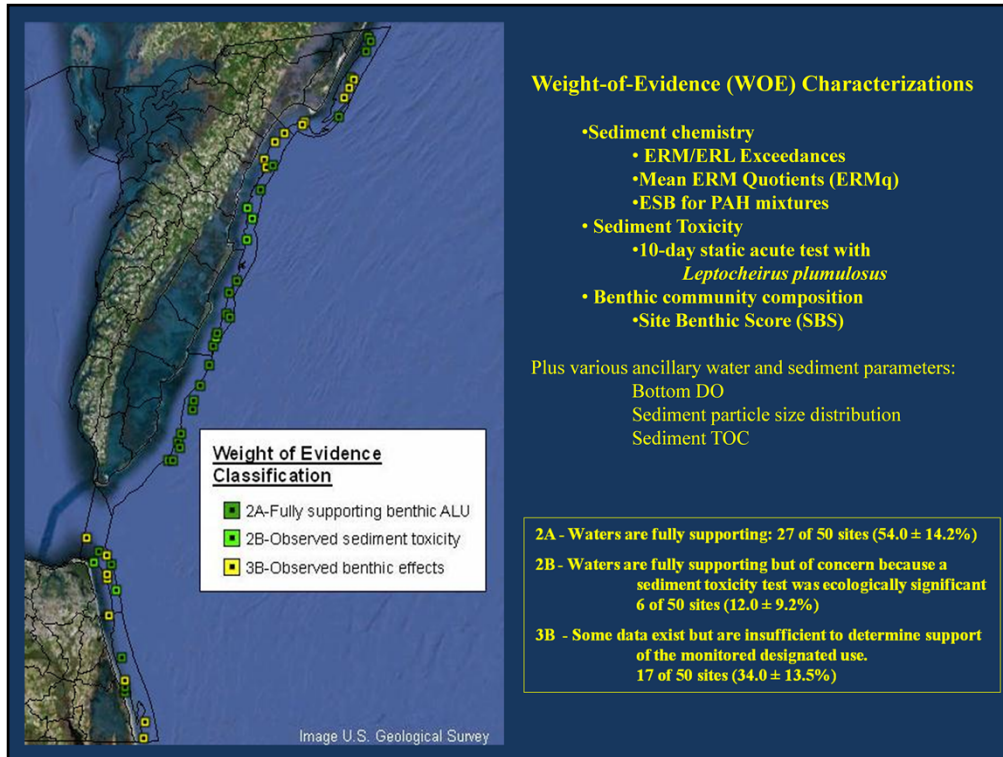 Weight-of-Evidence (WOE) Characterizations
•Sediment chemistry
• ERM/ERL Exceedances
•Mean ERM Quotients (ERMq)
•ESB for PAH mixtures
• Sediment Toxicity
•10-day static acute test with
Leptocheirus plumulosus
• Benthic community composition
•Site Benthic Score (SBS)
Plus various ancillary water and sediment parameters:
Bottom DO
Sediment particle size distribution
Sediment TOC
Weight of Evidence
Classification
2A-Fully supporting benthic ALU
2B-Observed sediment toxicity
3B-Observed benthic effects
2A - Waters are fully supporting: 27 of 50 sites (54.0 ± 14.2%)
2B - Waters are fully supporting but of concern because a
sediment toxicity test was ecologically significant
6 of 50 sites (12.0 ± 9.2%)
3B - Some data exist but are insufficient to determine support
of the monitored designated use.
17 of 50 sites (34.0 ± 13.5%)
Image U.S. Geological Survey